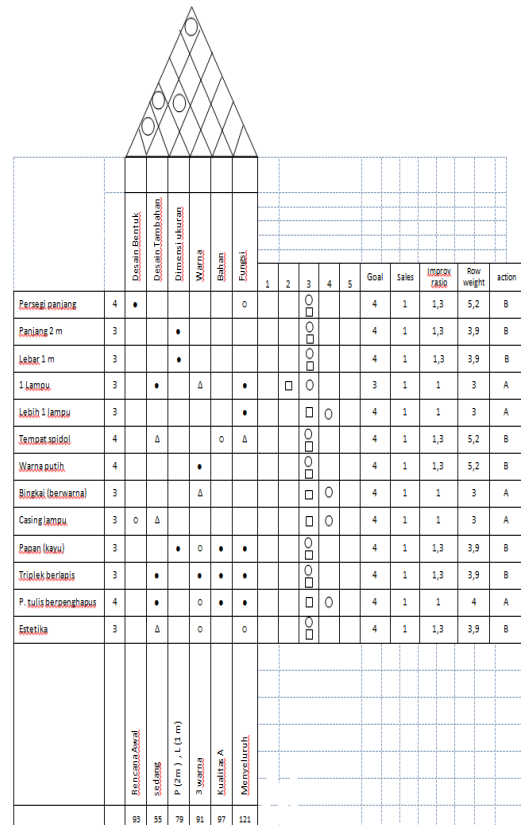 Desain Bentuk
Desain Tambahan
Dimensi ukuran
Warna
Bahan
Fungsi
1 2 3 4 5 Goal Sales Improv rasio Row weight action
Persegi panjang 4 ● ○ ○ □ 4 1 1,3 5,2 B
Panjang 2 m 3 ● ○ □ 4 1 1,3 3,9 B
Lebar 1 m 3 ● ○ □ 4 1 1,3 3,9 B
1 Lampu 3 ● Δ ● □ ○ 3 1 1 3 A
Lebih 1 lampu 3 ● □ ○ 4 1 1 3 A
Tempat spidol 4 Δ ○ Δ ○ □ 4 1 1,3 5,2 B
Warna putih 4 ● ○ □ 4 1 1,3 5,2 B
Bingkai (berwarna) 3 Δ □ ○ 4 1 1 3 A
Casing lampu 3 ○ Δ □ ○ 4 1 1 3 A
Papan (kayu) 3 ● ○ ● ● ○ □ 4 1 1,3 3,9 B
Triplek berlapis 3 ● ● ● ● ○ □ 4 1 1,3 3,9 B
P. tulis berpenghapus 4 ● ○ ● ● □ ○ 4 1 1 4 A
Estetika 3 Δ ○ ○ ○ □ 4 1 1,3 3,9 B
Rencana Awal
sedang
P (2m ) , L (1 m)
3 warna
Kualitas A
Menyeluruh
93 55 79 91 97 121